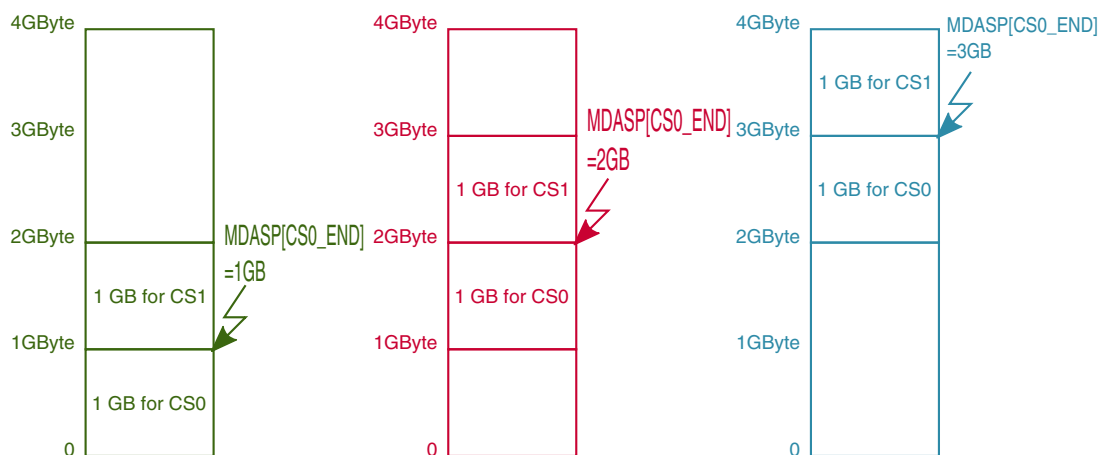 4GByte
3GByte
2GByte
MDASP[CS0_END]
=1GB
1 GB for CS1
1GByte
1 GB for CS0
0
4GByte
3GByte
MDASP[CS0_END]
=2GB
1 GB for CS1
2GByte
1 GB for CS0
1GByte
0
4GByte
MDASP[CS0_END]
=3GB
1 GB for CS1
3GByte
1 GB for CS0
2GByte
1GByte
0